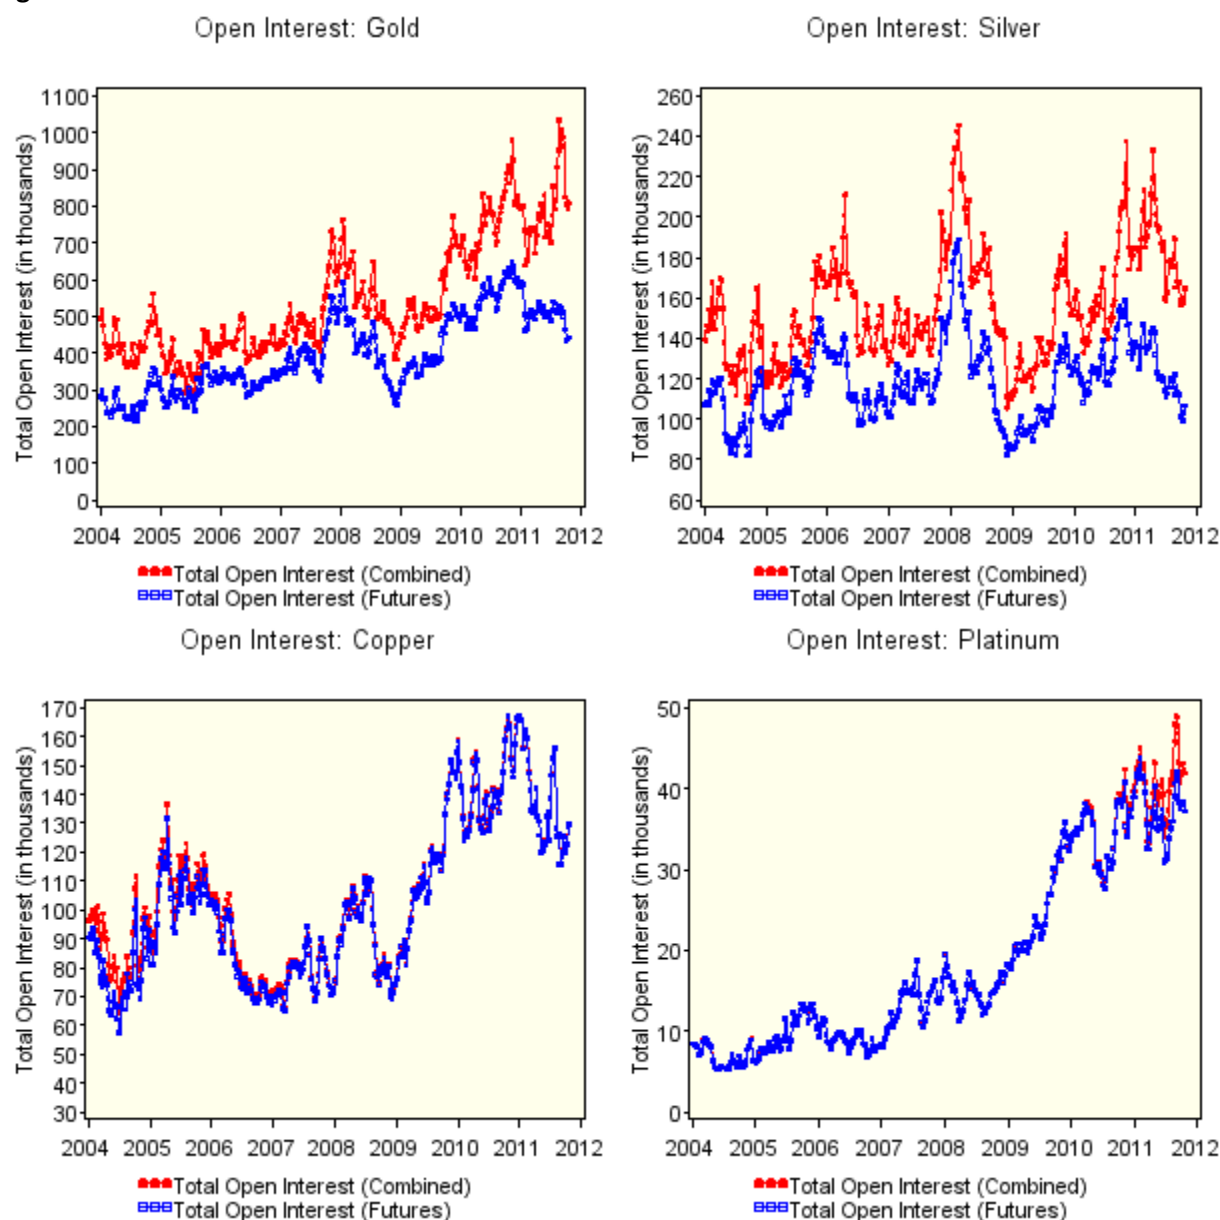 Open Interest: Gold
Open Interest: Silver
Total Open Interest (in thousands)
1100
1000
900
800
700
600
500
400
300
200
100
0
2004 2005 2006 2007 2008 2009 2010 2011 2012
Total Open Interest (Combined)
Total Open Interest (Futures)
Total Open Interest (in thousands)
260
240
220
200
180
160
140
120
100
80
60
2004 2005 2006 2007 2008 2009 2010 2011 2012
Total Open Interest (Combined)
Total Open Interest (Futures)
Open Interest: Copper
Open Interest: Platinum
Total Open Interest (in thousands)
170
160
150
140
130
120
110
100
90
80
70
60
50
40
30
2004 2005 2006 2007 2008 2009 2010 2011 2012
Total Open Interest (Combined)
Total Open Interest (Futures)
Total Open Interest (in thousands)
50
40
30
20
10
0
2004 2005 2006 2007 2008 2009 2010 2011 2012
Total Open Interest (Combined)
Total Open Interest (Futures)